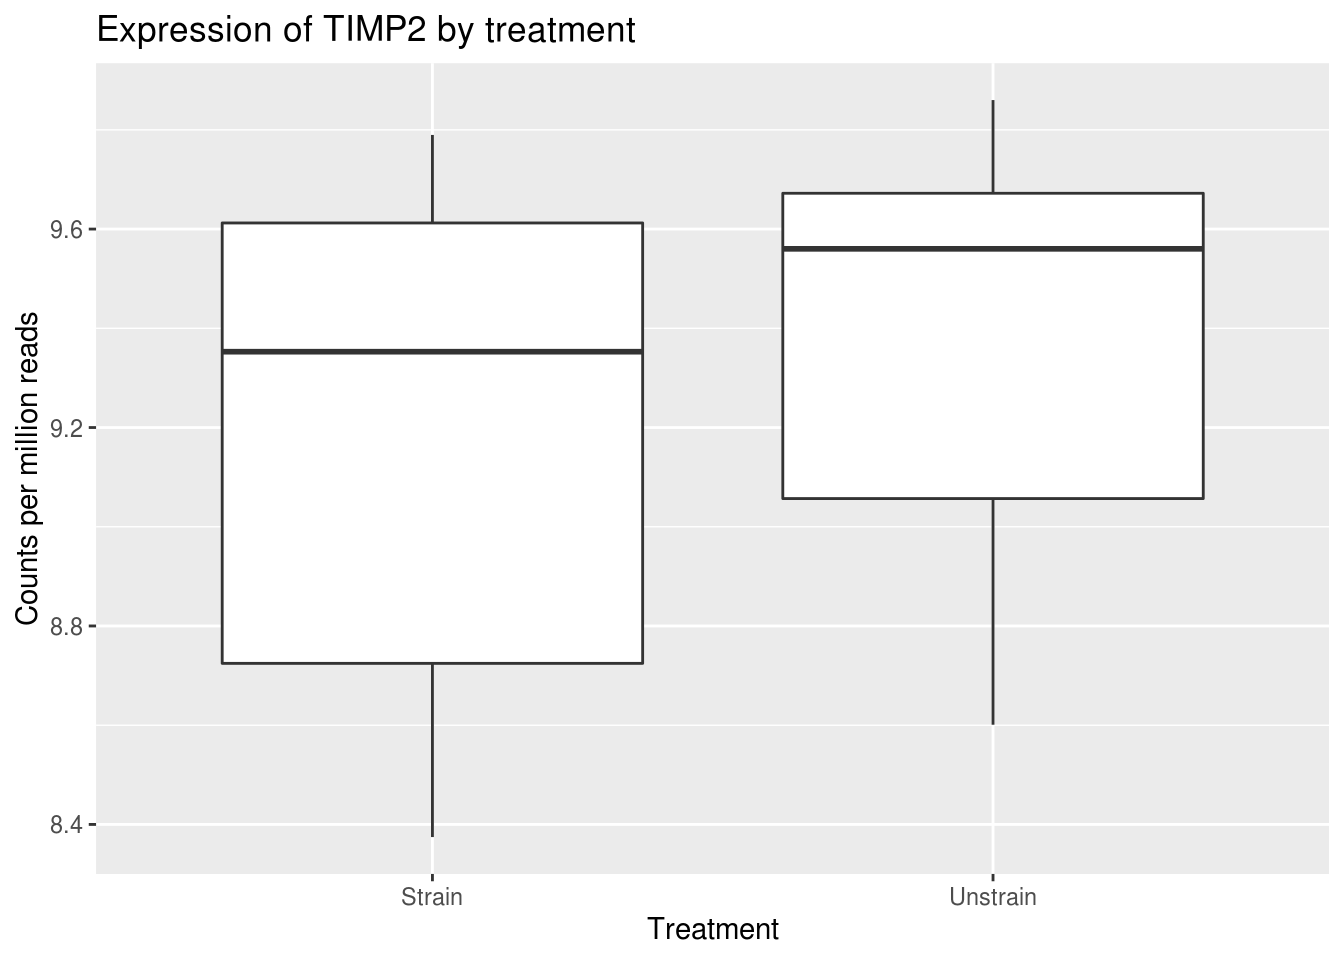 Expression of TIMP2 by treatment
Counts per million reads
9.6
9.2
8.8
8.4
Strain
Unstrain
Treatment